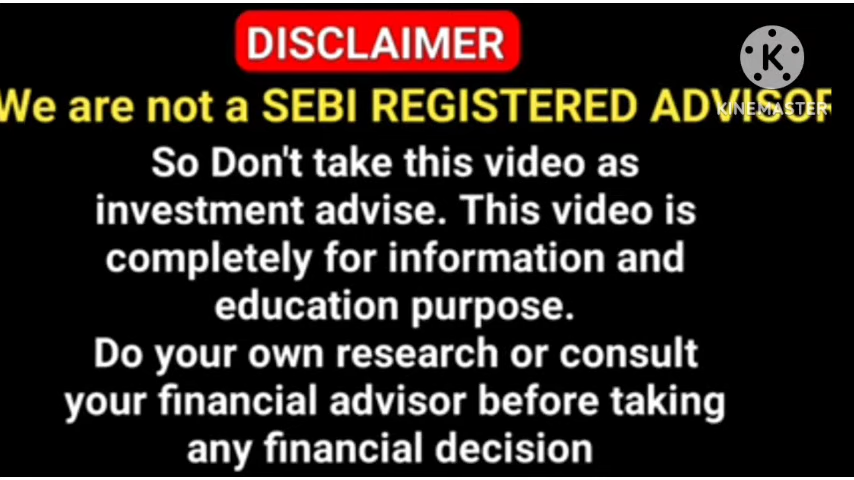 DISCLAIMER
K
KINEMASTER
We are not a SEBI REGISTERED ADVISOR
So Don't take this video as
investment advise. This video is
completely for information and
education purpose.
Do your own research or consult
your financial advisor before taking
any financial decision